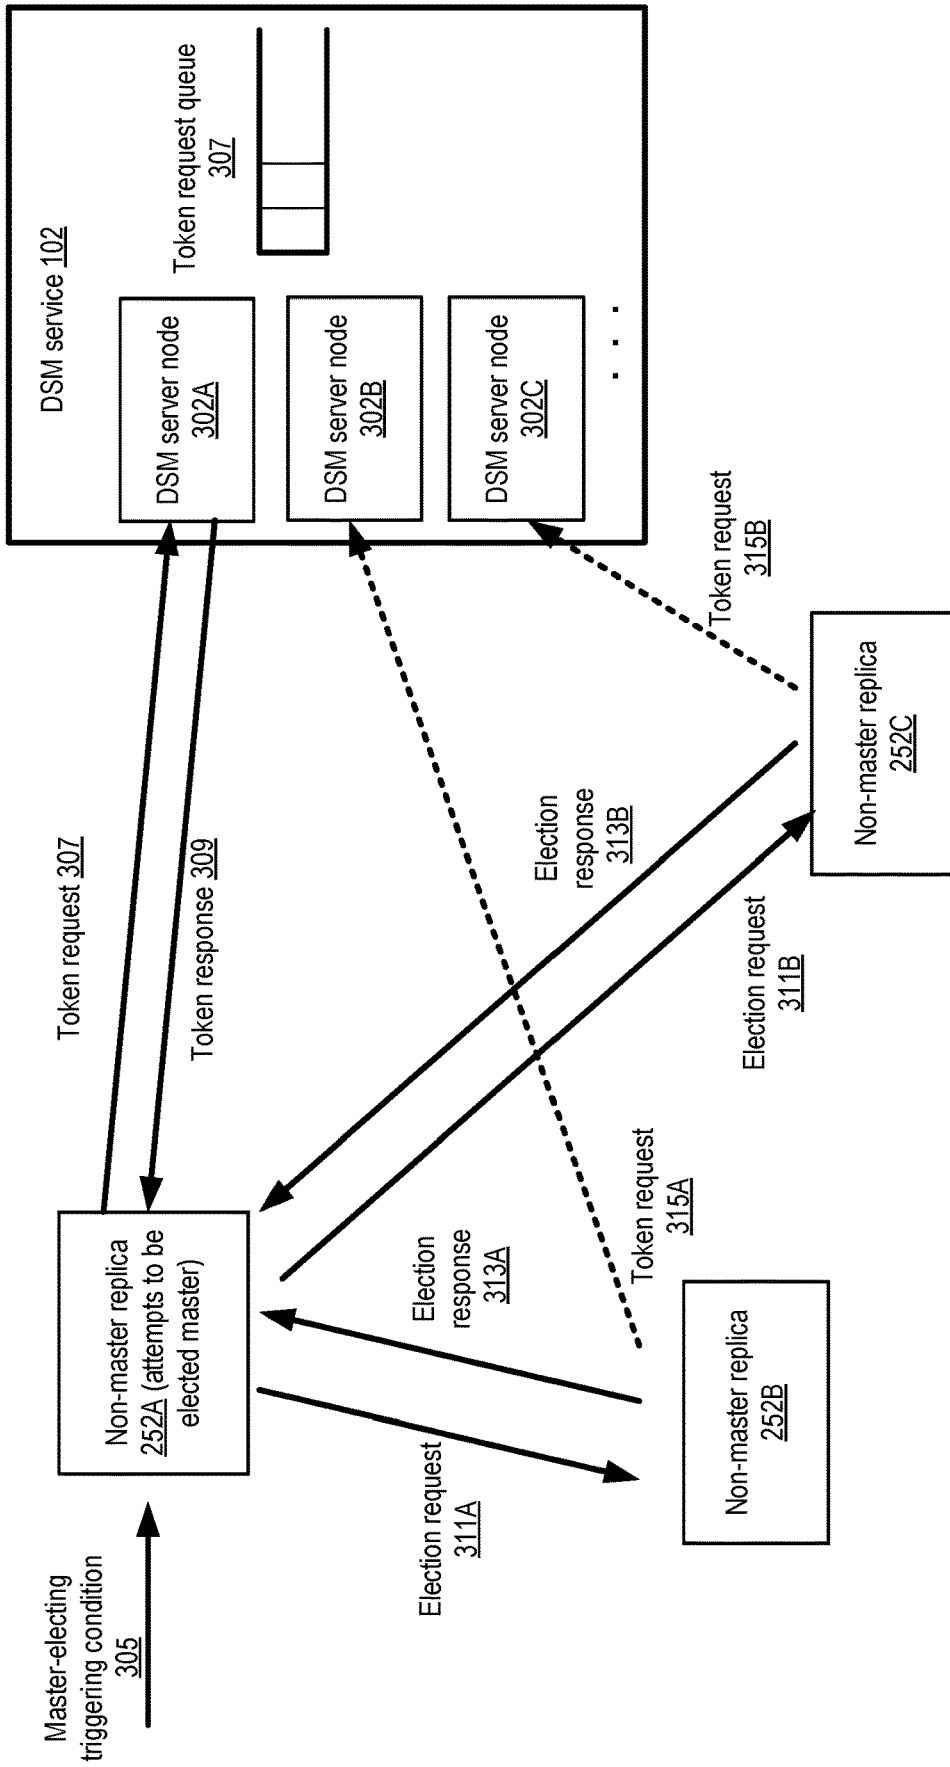 Master-electing
triggering condition
305
Non-master replica
252A (attempts to be
elected master)
Token request 307
Token response 309
DSM service 102
DSM server node
302A
Token request queue
307
DSM server node
302B
DSM server node
302C
. . .
Election request
311A
Election
response
313A
Election
response
313B
Election request
311B
Token request
315A
Token request
315B
Non-master replica
252B
Non-master replica
252C